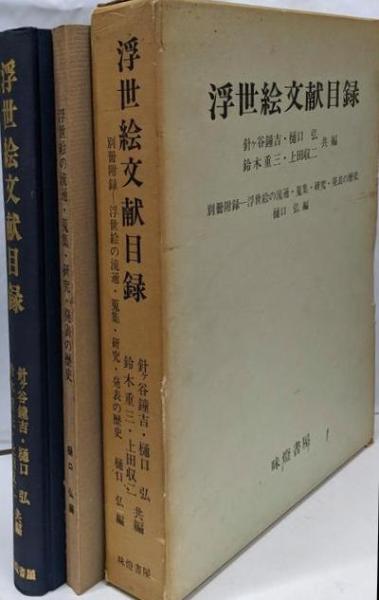 浮世絵文献目録
針ヶ谷鐘吉・樋口弘
共編
味燈書屋
浮世絵の流通・蒐集・研究・発表の歴史
樋口弘編
浮世絵文献目録
別冊附録―浮世絵の流通・蒐集・研究・発表の歴史
針ヶ谷鐘吉・樋口弘
鈴木重三・上田収二
共編
樋口弘編
味燈書屋
浮世絵文献目録
針ヶ谷鐘吉・樋口 弘
鈴木重三・上田収二
共編
別冊附録―浮世絵の流通・蒐集・研究・発表の歴史
樋口 弘 編
味燈書屋